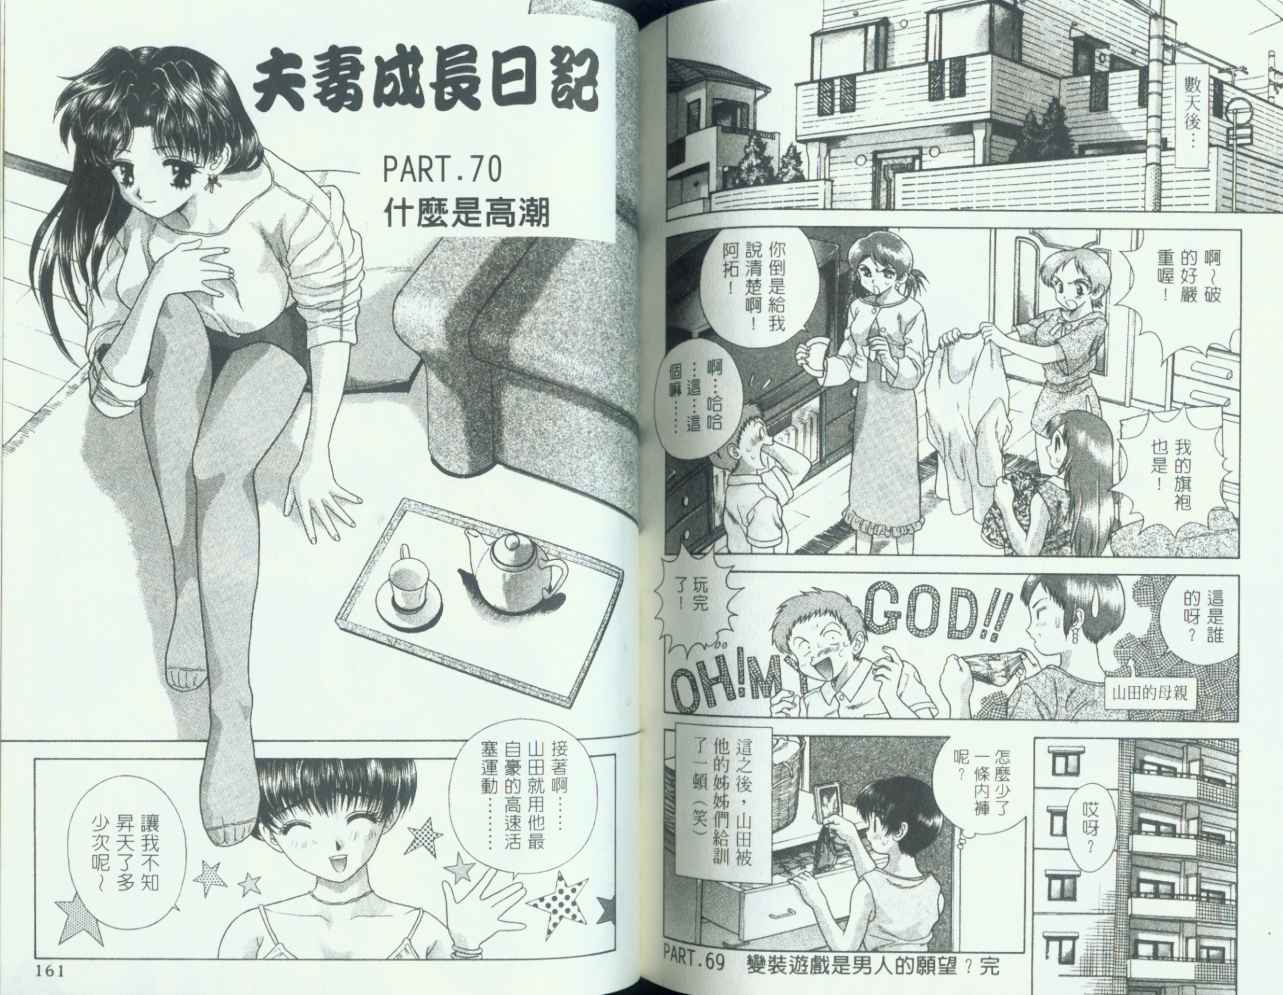 數天後…
啊～破
的好嚴
重喔！
你倒是給我
說清楚啊！
阿拓！
啊…哈哈
…這…這
個嘛……
我的旗袍
也是！
這是誰
的呀？
山田的母親
OH!MY
GOD!!
玩完
了！
哎呀？
怎麼少了
一條內褲
呢？
這之後，山田被
他的姊姊們給訓
了一頓（笑）
PART.69 變裝遊戲是男人的願望？完
夫妻成長日記
PART.70
什麼是高潮
接著啊……
山田就用他最
自豪的高速活
塞運動………
讓我不知
昇天了多
少次呢～
161